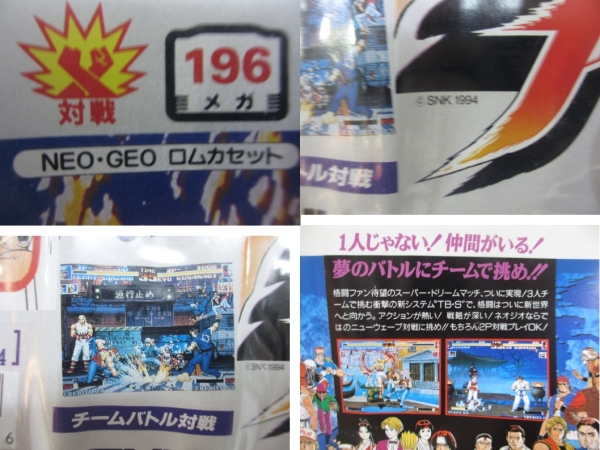 対戦
196
メガ
NEO・GEO ロムカセット
© SNK 1994
トル対戦
進行止め
チームバトル対戦
© SNK 1994
4]
6
1人じゃない!仲間がいる!
夢のバトルにチームで挑め!!
格闘ファン待望のスーパー・ドリームマッチ、ついに実現!3人チ
ームで挑む衝撃の新システム"TB・S"で、格闘はついに新世界
へと向かう。アクションが熱い!戦略が深い!ネオジオならで
はのニューウェーブ対戦に挑め!!もちろん2P対戦プレイOK!